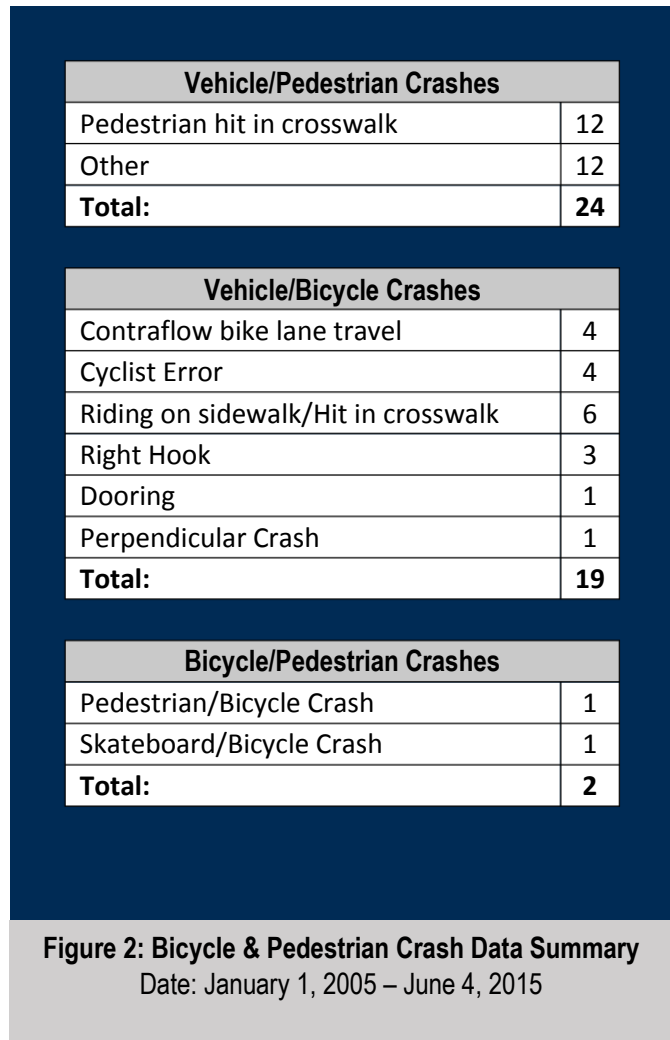 Vehicle/Pedestrian Crashes
Pedestrian hit in crosswalk 12
Other 12
Total: 24
Vehicle/Bicycle Crashes
Contraflow bike lane travel 4
Cyclist Error 4
Riding on sidewalk/Hit in crosswalk 6
Right Hook 3
Dooring 1
Perpendicular Crash 1
Total: 19
Bicycle/Pedestrian Crashes
Pedestrian/Bicycle Crash 1
Skateboard/Bicycle Crash 1
Total: 2
Figure 2: Bicycle & Pedestrian Crash Data Summary
Date: January 1, 2005 – June 4, 2015